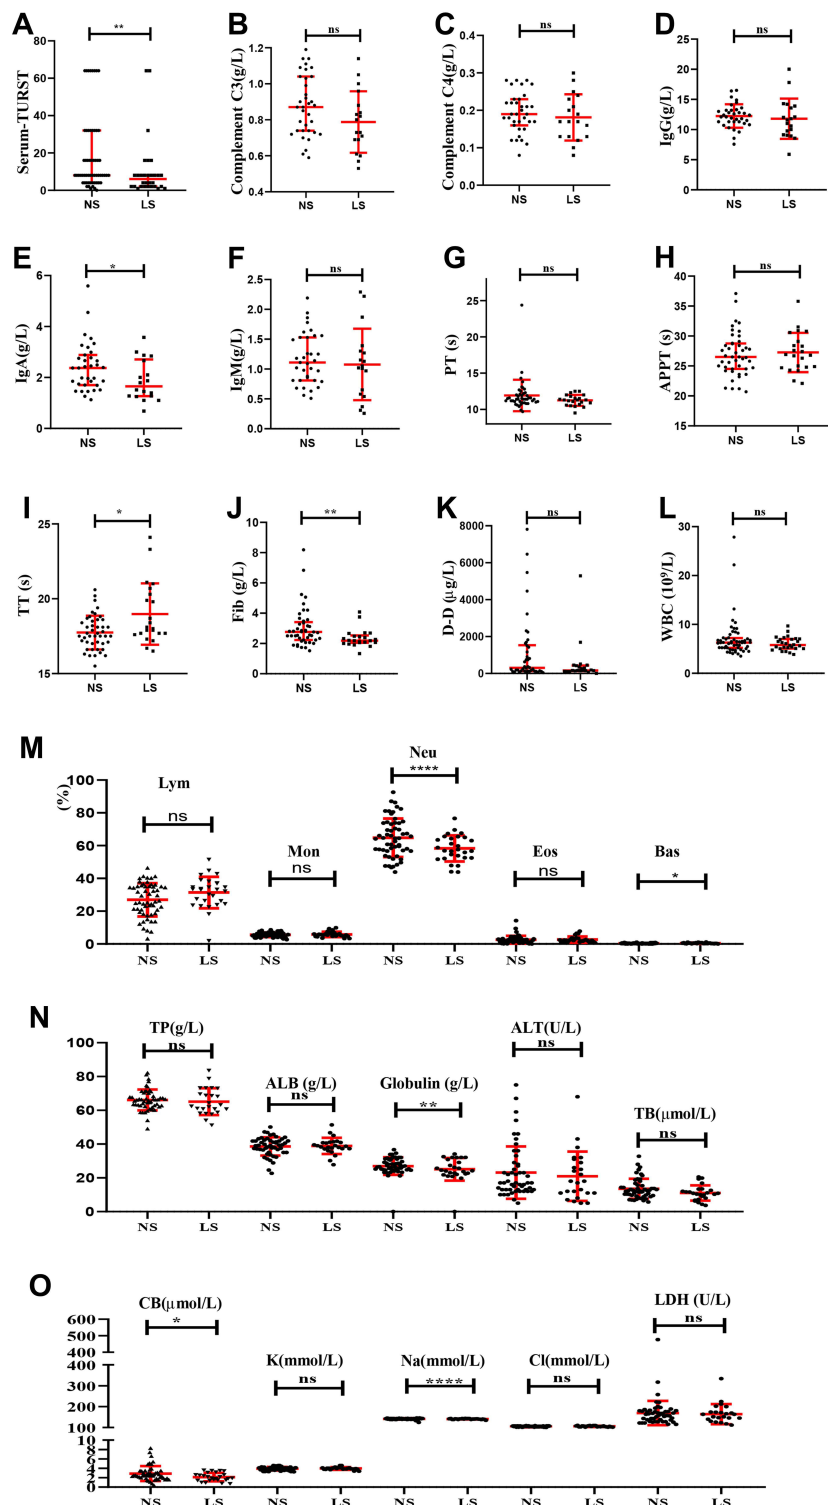 A
B
C
D
**
ns
ns
ns
Serum-TURST
80
60
40
20
0
NS
LS
Complement C3(g/L)
1.2
1.0
0.8
0.6
0.4
NS
LS
Complement C4(g/L)
0.4
0.3
0.2
0.1
0.0
NS
LS
IgG(g/L)
25
20
15
10
5
0
NS
LS
E
F
G
H
*
ns
ns
ns
IgA(g/L)
6
4
2
0
NS
LS
IgM(g/L)
2.5
2.0
1.5
1.0
0.5
0.0
NS
LS
PT (s)
25
20
15
10
NS
LS
APPT (s)
40
35
30
25
20
15
NS
LS
I
J
K
L
*
**
ns
ns
TT (s)
25
20
15
NS
LS
Fib (g/L)
10
8
6
4
2
0
NS
LS
D-D (μg/L)
8000
6000
4000
2000
0
NS
LS
WBC (10⁹/L)
30
20
10
0
NS
LS
M
(%)
100
80
60
40
20
0
Lym
ns
Mon
ns
Neu
****
Eos
ns
Bas
*
NS LS NS LS NS LS NS LS NS LS
N
100
80
60
40
20
0
TP(g/L)
ns
ALB (g/L)
ns
Globulin (g/L)
**
ALT(U/L)
ns
TB(μmol/L)
ns
NS LS NS LS NS LS NS LS NS LS
O
600
500
400
300
200
100
10
8
6
4
2
0
CB(μmol/L)
*
K(mmol/L)
ns
Na(mmol/L)
****
Cl(mmol/L)
ns
LDH (U/L)
ns
NS LS NS LS NS LS NS LS NS LS